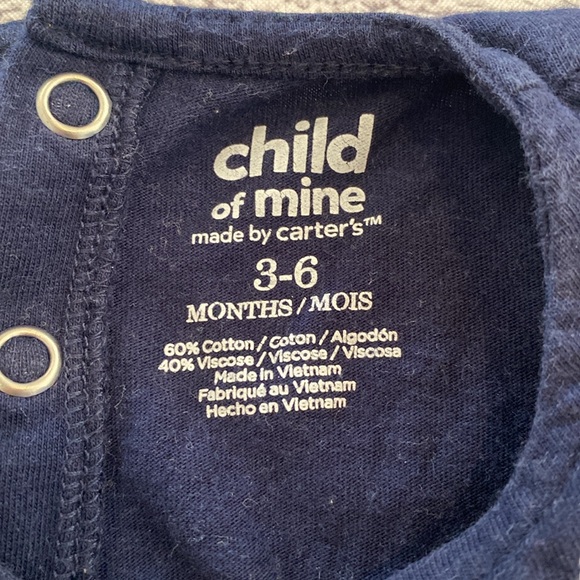 child
of mine
made by carter's™
3-6
MONTHS/MOIS
60% Cotton/Coton/Algodón
40% Viscose/Viscose/Viscosa
Made in Vietnam
Fabriqué au Vietnam
Hecho en Vietnam